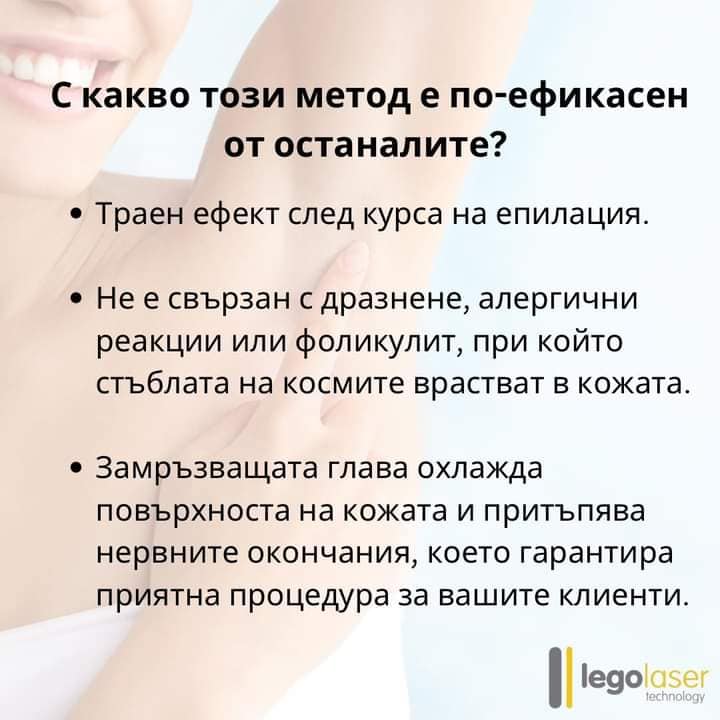 С какво този метод е по-ефикасен
от останалите?
• Траен ефект след курса на епилация.
• Не е свързан с дразнене, алергични
реакции или фоликулит, при който
стъблата на космите врастват в кожата.
• Замръзващата глава охлажда
повърхноста на кожата и притъпява
нервните окончания, което гарантира
приятна процедура за вашите клиенти.
legolaser
technology